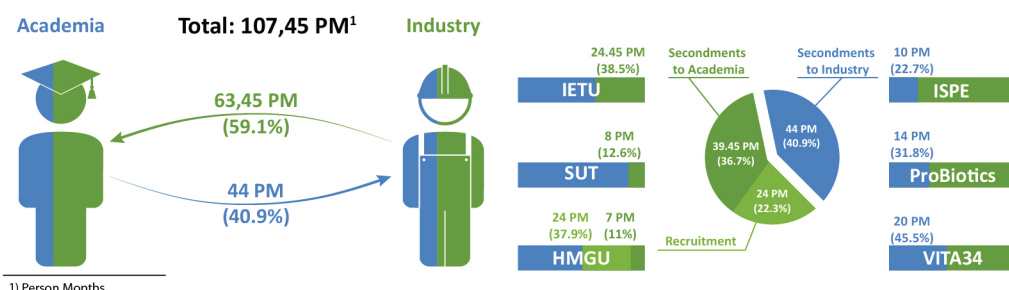 Academia
Total: 107,45 PM1
Industry
63,45 PM
(59.1%)
44 PM
(40.9%)
1) Person Months
24.45 PM
(38.5%)
IETU
8 PM
(12.6%)
SUT
24 PM
(37.9%)
7 PM
(11%)
HMGU
Secondments
to Academia
Secondments
to Industry
39.45 PM
(36.7%)
44 PM
(40.9%)
24 PM
(22.3%)
Recruitment
10 PM
(22.7%)
ISPE
14 PM
(31.8%)
ProBiotics
20 PM
(45.5%)
VITA34